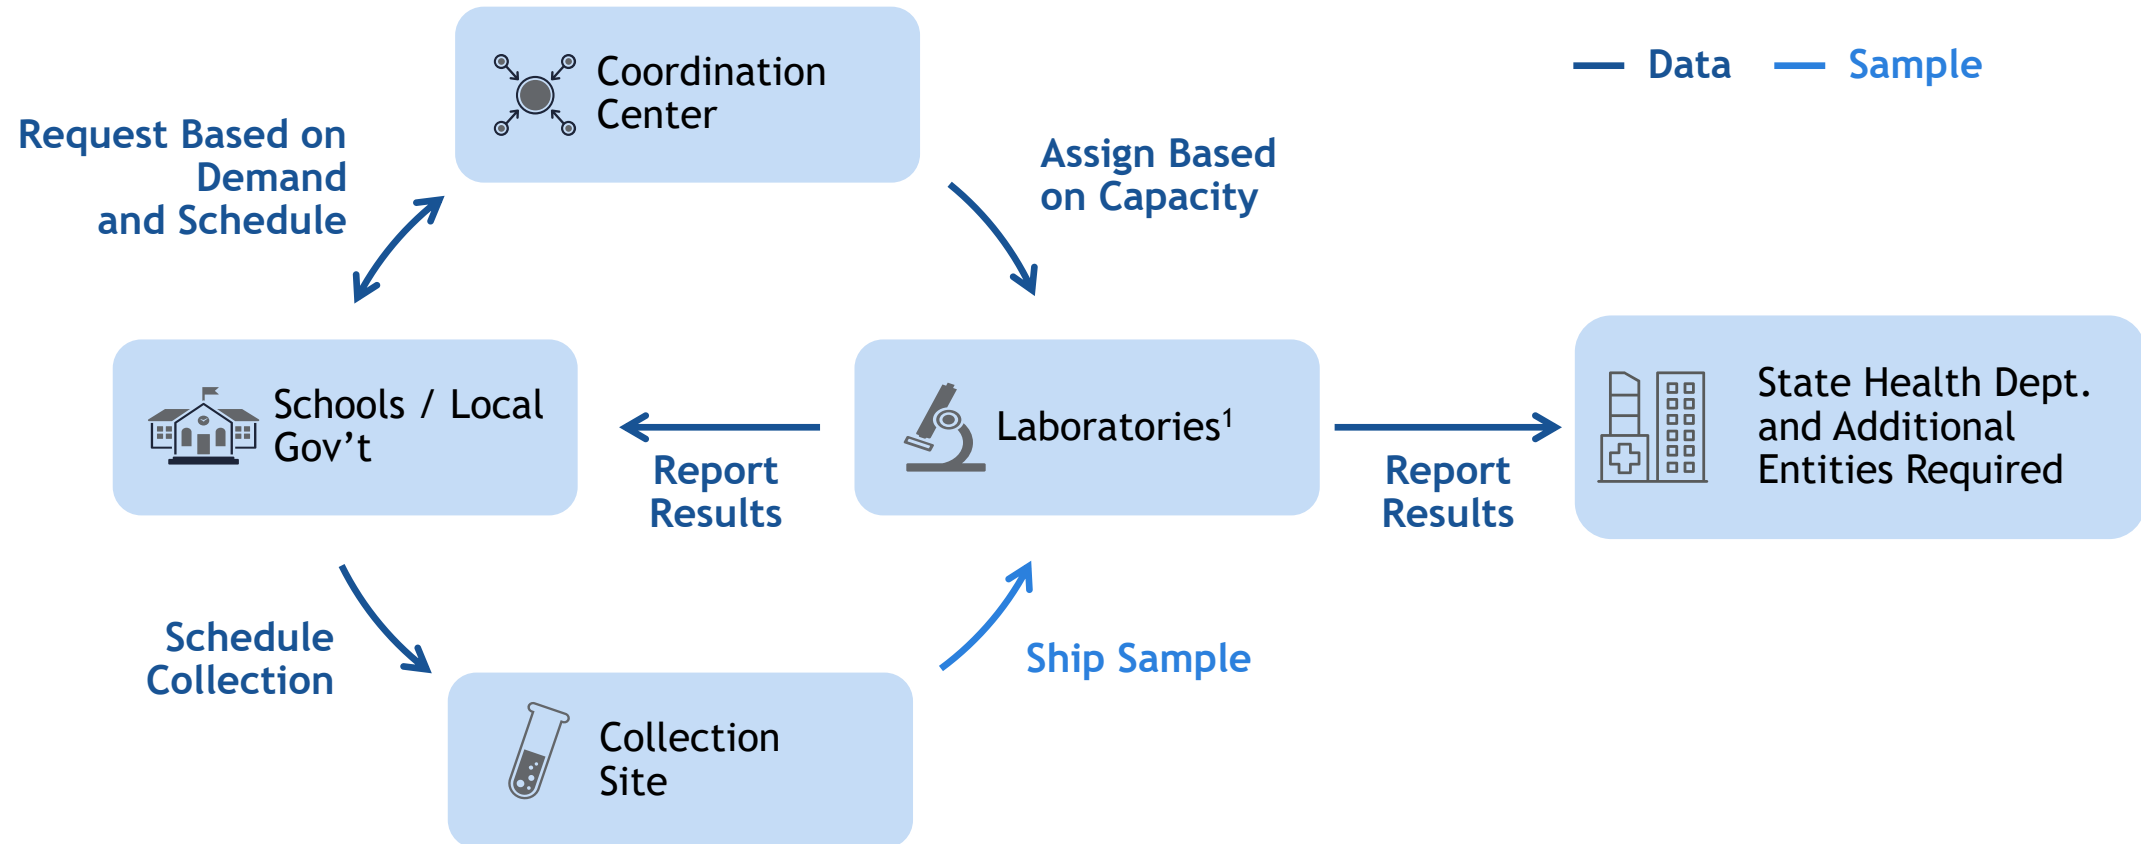 Coordination
Center
Data
Sample
Request Based on
Demand
and Schedule
Assign Based
on Capacity
Schools / Local
Gov’t
Report
Results
Laboratories¹
Report
Results
State Health Dept.
and Additional
Entities Required
Schedule
Collection
Ship Sample
Collection
Site